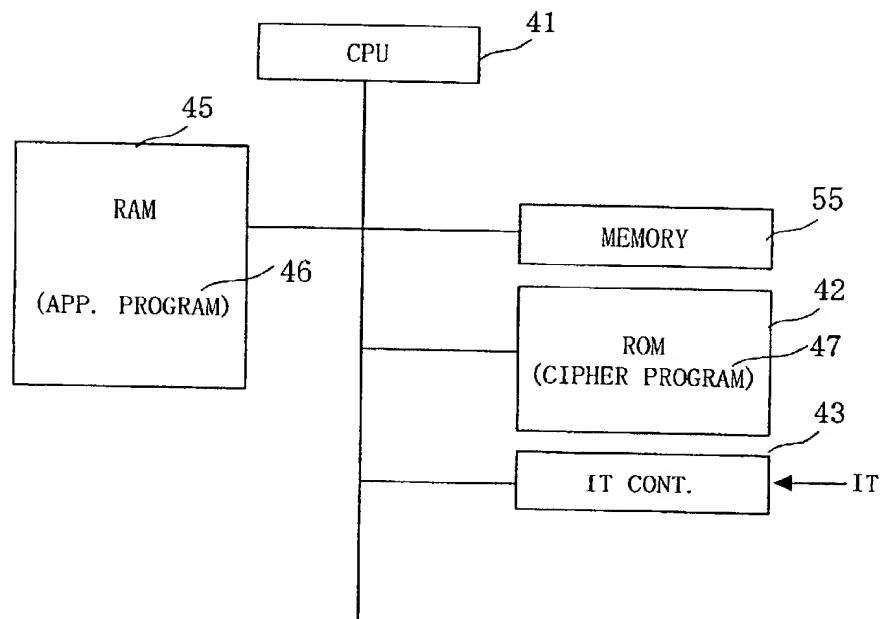 41
CPU
45
RAM
55
MEMORY
46
(APP. PROGRAM)
42
ROM
47
(CIPHER PROGRAM)
43
IT CONT.
IT